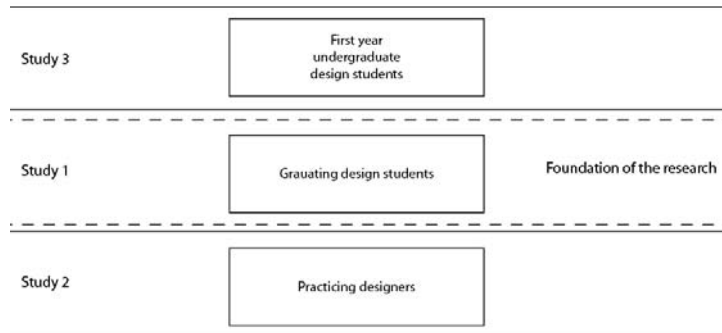 Study 3
First year
undergraduate
design students
Study 1
Grauating design students
Foundation of the research
Study 2
Practicing designers